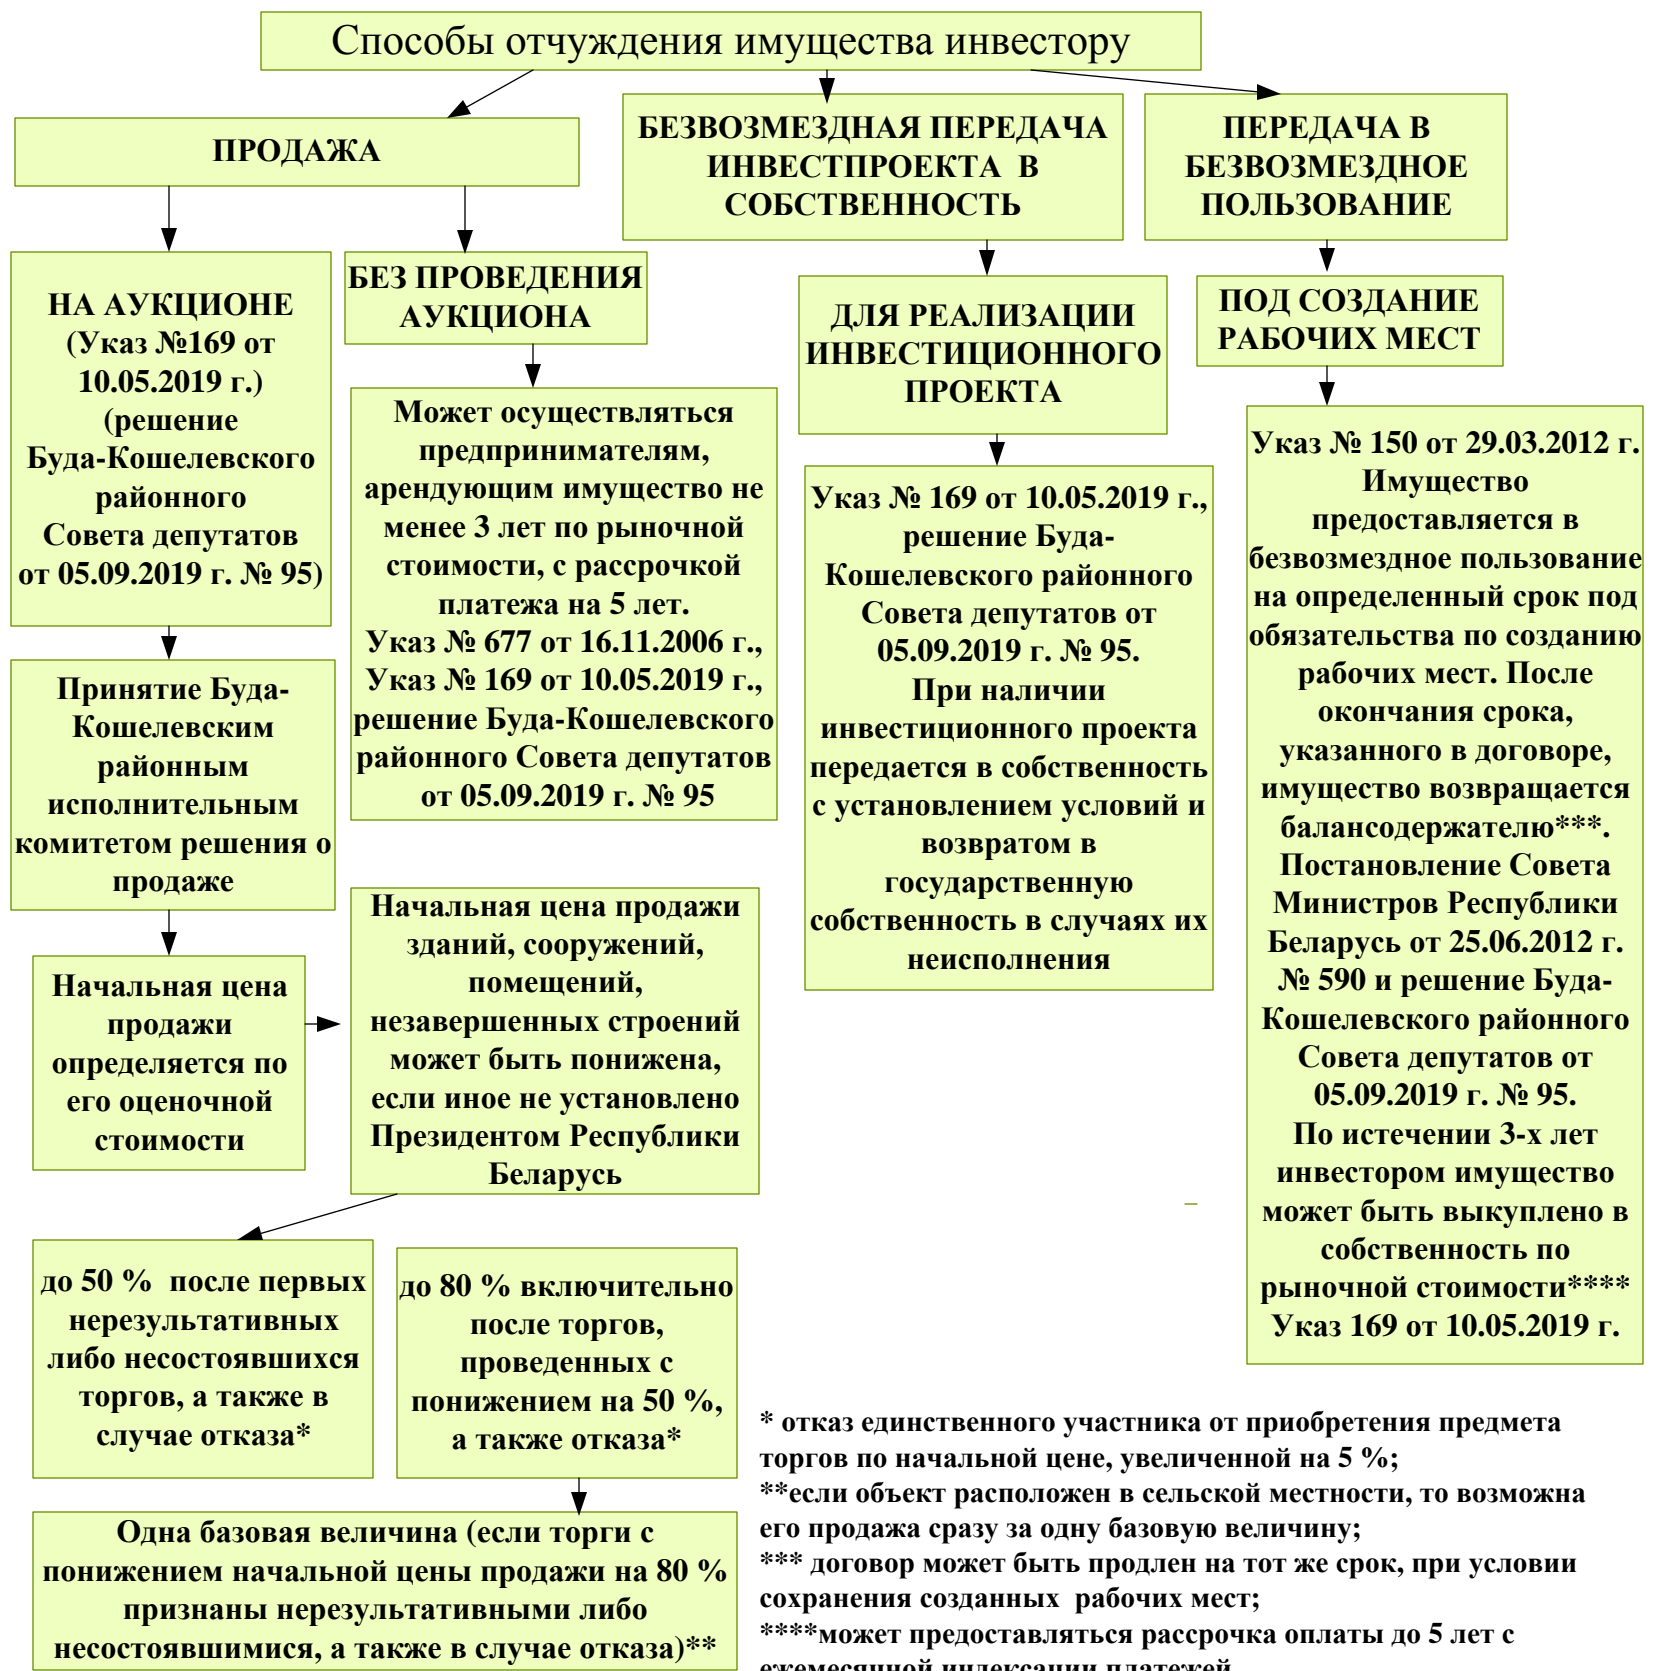 Способы отчуждения имущества инвестору
ПРОДАЖА
БЕЗВОЗМЕЗДНАЯ ПЕРЕДАЧА
ИНВЕСТПРОЕКТА В
СОБСТВЕННОСТЬ
ПЕРЕДАЧА В
БЕЗВОЗМЕЗДНОЕ
ПОЛЬЗОВАНИЕ
НА АУКЦИОНЕ
(Указ №169 от
10.05.2019 г.)
(решение
Буда-Кошелевского
районного
Совета депутатов
от 05.09.2019 г. № 95)
БЕЗ ПРОВЕДЕНИЯ
АУКЦИОНА
ДЛЯ РЕАЛИЗАЦИИ
ИНВЕСТИЦИОННОГО
ПРОЕКТА
ПОД СОЗДАНИЕ
РАБОЧИХ МЕСТ
Может осуществляться
предпринимателям,
арендующим имущество не
менее 3 лет по рыночной
стоимости, с рассрочкой
платежа на 5 лет.
Указ № 677 от 16.11.2006 г.,
Указ № 169 от 10.05.2019 г.,
решение Буда-Кошелевского
районного Совета депутатов
от 05.09.2019 г. № 95
Указ № 169 от 10.05.2019 г.,
решение Буда-
Кошелевского районного
Совета депутатов от
05.09.2019 г. № 95.
При наличии
инвестиционного проекта
передается в собственность
с установлением условий и
возвратом в
государственную
собственность в случаях их
неисполнения
Указ № 150 от 29.03.2012 г.
Имущество
предоставляется в
безвозмездное пользование
на определенный срок под
обязательства по созданию
рабочих мест. После
окончания срока,
указанного в договоре,
имущество возвращается
балансодержателю***.
Постановление Совета
Министров Республики
Беларусь от 25.06.2012 г.
№ 590 и решение Буда-
Кошелевского районного
Совета депутатов от
05.09.2019 г. № 95.
По истечении 3-х лет
инвестором имущество
может быть выкуплено в
собственность по
рыночной стоимости****
Указ 169 от 10.05.2019 г.
Принятие Буда-
Кошелевским
районным
исполнительным
комитетом решения о
продаже
Начальная цена
продажи
определяется по
его оценочной
стоимости
Начальная цена продажи
зданий, сооружений,
помещений,
незавершенных строений
может быть понижена,
если иное не установлено
Президентом Республики
Беларусь
до 50 % после первых
нерезультативных
либо несостоявшихся
торгов, а также в
случае отказа*
до 80 % включительно
после торгов,
проведенных с
понижением на 50 %,
а также отказа*
Одна базовая величина (если торги с
понижением начальной цены продажи на 80 %
признаны нерезультативными либо
несостоявшимися, а также в случае отказа)**
* отказ единственного участника от приобретения предмета
торгов по начальной цене, увеличенной на 5 %;
**если объект расположен в сельской местности, то возможна
его продажа сразу за одну базовую величину;
*** договор может быть продлен на тот же срок, при условии
сохранения созданных рабочих мест;
****может предоставляться рассрочка оплаты до 5 лет с
ежемесячной индексации платежей